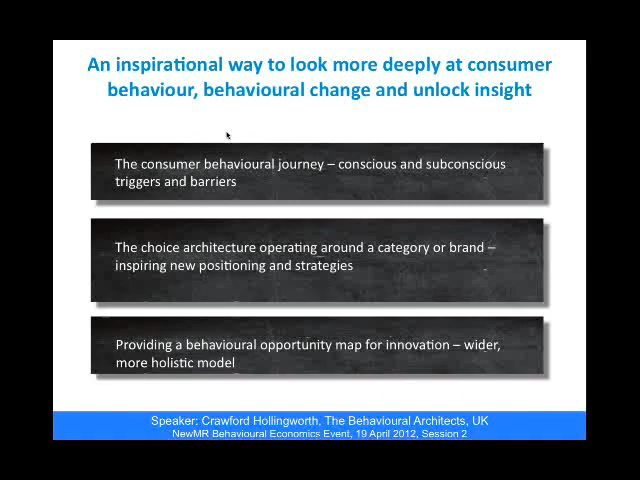 An inspirational way to look more deeply at consumer
behaviour, behavioural change and unlock insight
The consumer behavioural journey – conscious and subconscious
triggers and barriers
The choice architecture operating around a category or brand –
inspiring new positioning and strategies
Providing a behavioural opportunity map for innovation – wider,
more holistic model
Speaker: Crawford Hollingworth, The Behavioural Architects, UK
NewMR Behavioural Economics Event, 19 April 2012, Session 2